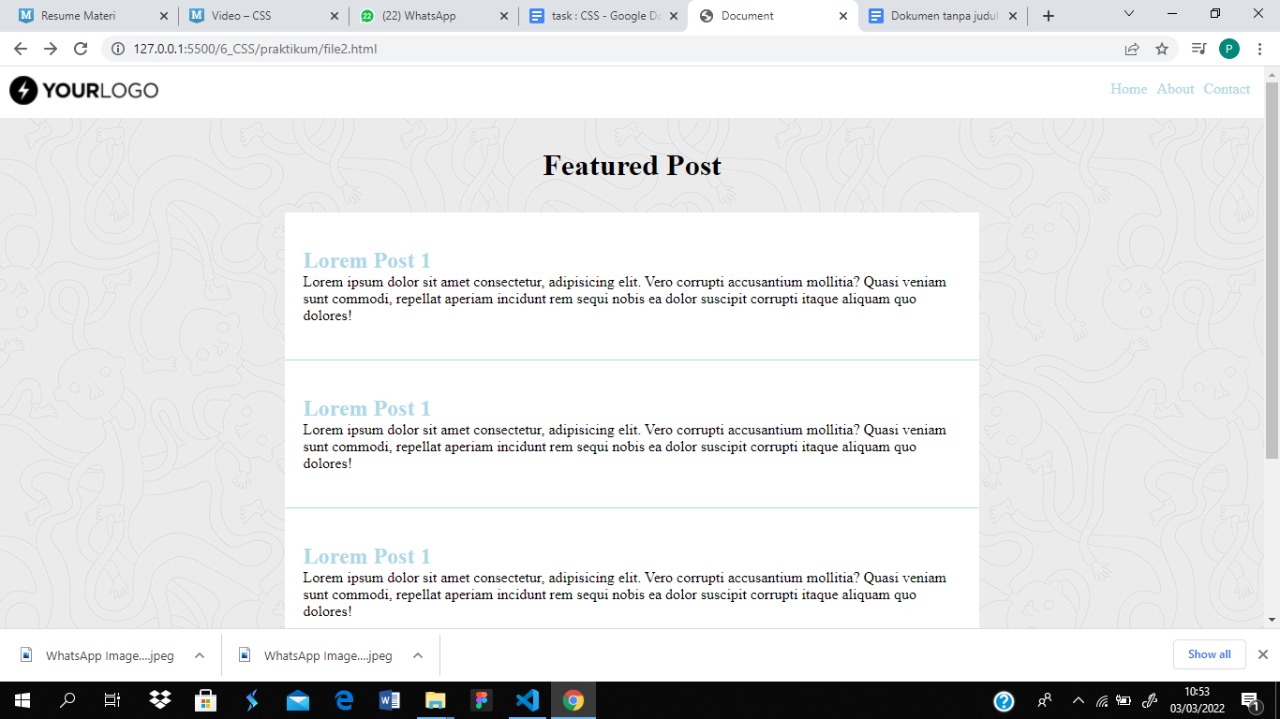 Resume Materi
Video – CSS
(22) WhatsApp
task : CSS - Google Do
Document
Dokumen tanpa judul
127.0.0.1:5500/6_CSS/praktikum/file2.html
P
YOURLOGO
Home About Contact
Featured Post
Lorem Post 1
Lorem ipsum dolor sit amet consectetur, adipisicing elit. Vero corrupti accusantium mollitia? Quasi veniam
sunt commodi, repellat aperiam incidunt rem sequi nobis ea dolor suscipit corrupti itaque aliquam quo
dolores!
Lorem Post 1
Lorem ipsum dolor sit amet consectetur, adipisicing elit. Vero corrupti accusantium mollitia? Quasi veniam
sunt commodi, repellat aperiam incidunt rem sequi nobis ea dolor suscipit corrupti itaque aliquam quo
dolores!
Lorem Post 1
Lorem ipsum dolor sit amet consectetur, adipisicing elit. Vero corrupti accusantium mollitia? Quasi veniam
sunt commodi, repellat aperiam incidunt rem sequi nobis ea dolor suscipit corrupti itaque aliquam quo
dolores!
WhatsApp Image....jpeg
WhatsApp Image....jpeg
Show all
10:53
03/03/2022
1